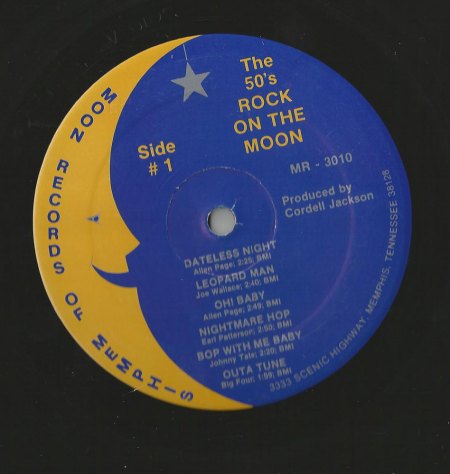 The
50's
ROCK
ON THE
MOON
MR - 3010
Produced by
Cordell Jackson
Side
# 1
DATELESS NIGHT
Allen Page; 2:25; BMI
LEOPARD MAN
Joe Wallace; 2:40; BMI
OH! BABY
Allen Page; 2:49; BMI
NIGHTMARE HOP
Earl Patterson; 2:50; BMI
BOP WITH ME BABY
Johnny Tate; 2:20; BMI
OUTA TUNE
Big Four; 1:59; BMI
MOON RECORDS OF MEMPHIS
3333 SCENIC HIGHWAY, MEMPHIS, TENNESSEE 38128